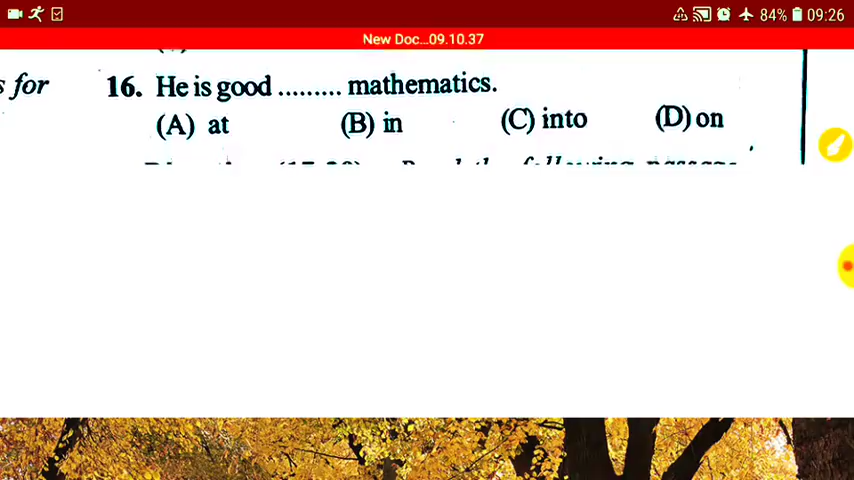 84% 09:26
New Doc...09.10.37
s for
16. He is good ......... mathematics.
(A) at (B) in (C) into (D) on